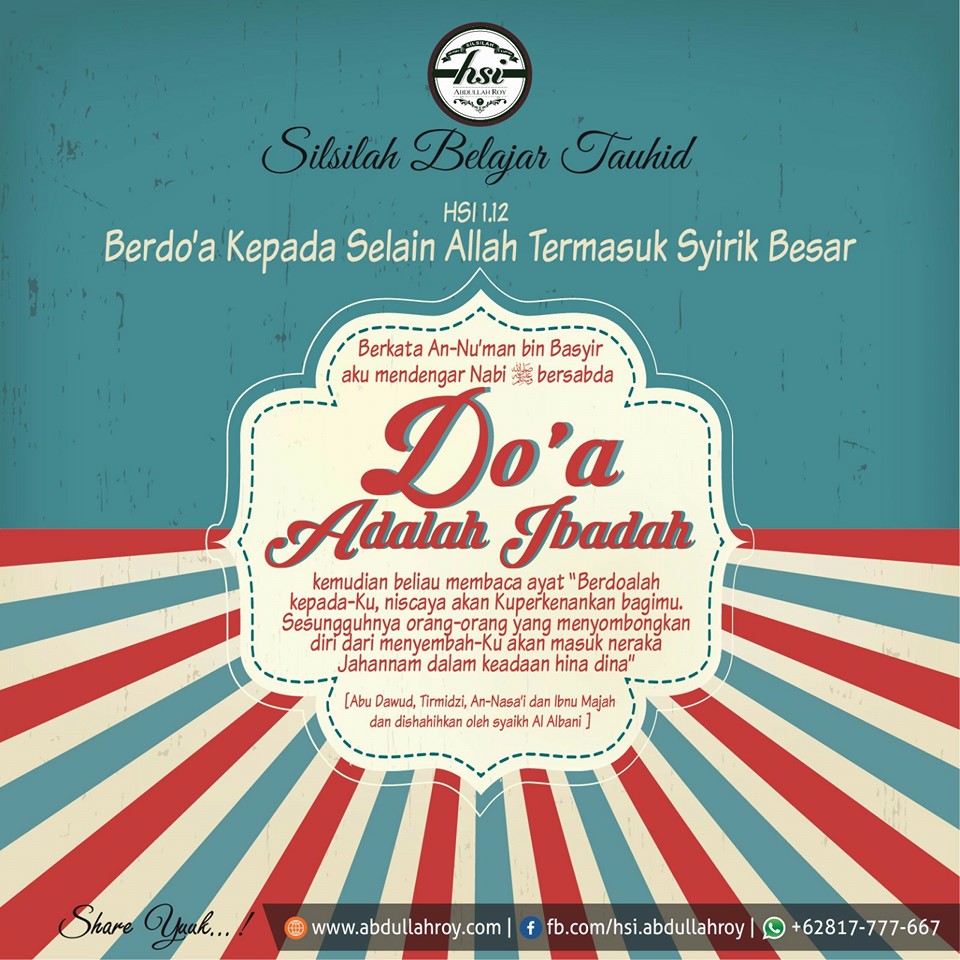 SILSILAH
hsi
ABDULLAH ROY
Silsilah Belajar Tauhid
HSI 1.12
Berdo'a Kepada Selain Allah Termasuk Syirik Besar
Berkata An-Nu'man bin Basyir
aku mendengar Nabi ﷺ bersabda
Do'a
Adalah Ibadah
kemudian beliau membaca ayat "Berdoalah
kepada-Ku, niscaya akan Kuperkenankan bagimu.
Sesungguhnya orang-orang yang menyombongkan
diri dari menyembah-Ku akan masuk neraka
Jahannam dalam keadaan hina dina"
[Abu Dawud, Tirmidzi, An-Nasa'i dan Ibnu Majah
dan dishahihkan oleh syaikh Al Albani ]
Share Yuuk...!
www.abdullahroy.com | fb.com/hsi.abdullahroy | +62817-777-667